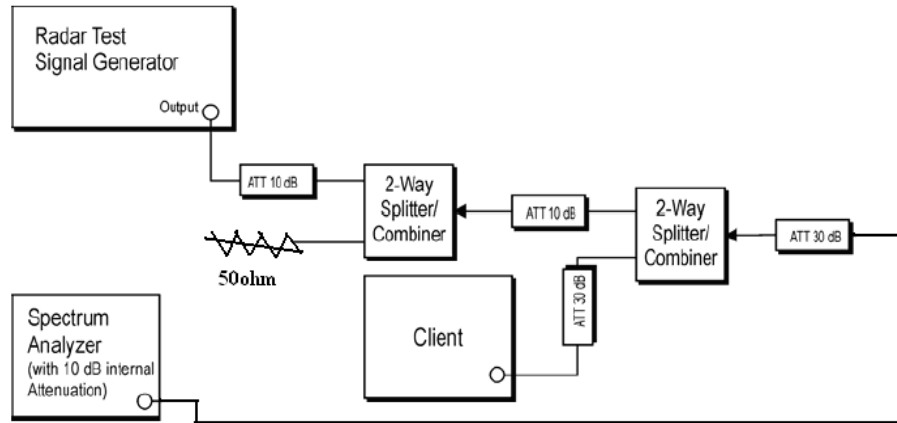 Radar Test
Signal Generator
Output
ATT 10 dB
2-Way
Splitter/
Combiner
ATT 10 dB
2-Way
Splitter/
Combiner
ATT 30 dB
50ohm
ATT 30 dB
Client
Spectrum
Analyzer
(with 10 dB internal
Attenuation)